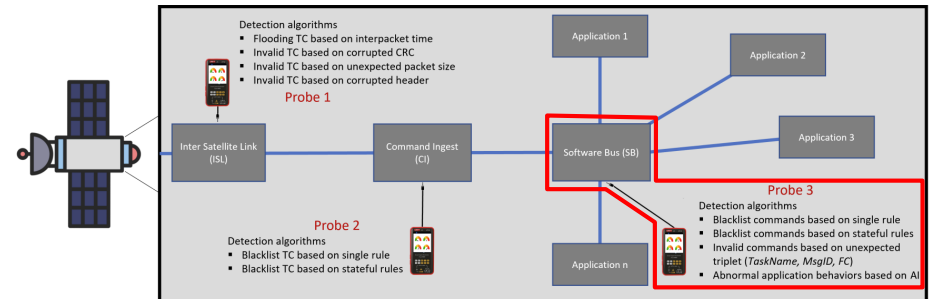 Detection algorithms
▪ Flooding TC based on interpacket time
▪ Invalid TC based on corrupted CRC
▪ Invalid TC based on unexpected packet size
▪ Invalid TC based on corrupted header
Probe 1
Application 1
Application 2
Application 3
Inter Satellite Link
(ISL)
Command Ingest
(CI)
Software Bus (SB)
Probe 2
Detection algorithms
▪ Blacklist TC based on single rule
▪ Blacklist TC based on stateful rules
Application n
Probe 3
Detection algorithms
▪ Blacklist commands based on single rule
▪ Blacklist commands based on stateful rules
▪ Invalid commands based on unexpected
triplet (TaskName, MsgID, FC)
▪ Abnormal application behaviors based on AI